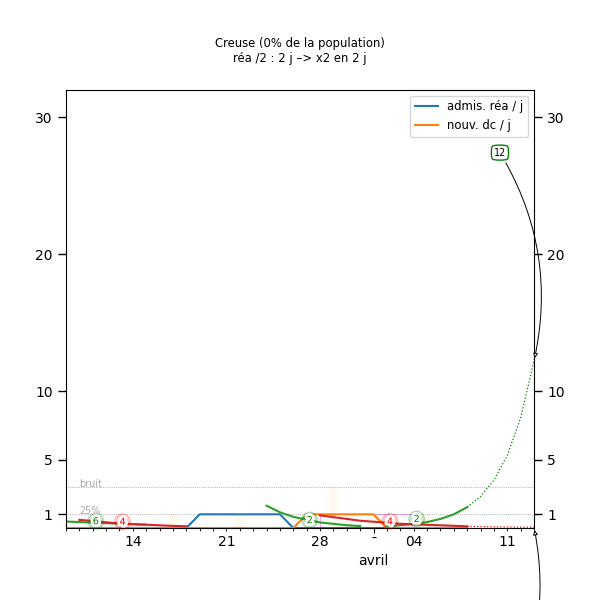 Creuse (0% de la population)
réa /2 : 2 j –> x2 en 2 j
admis. réa / j
nouv. dc / j
30 30
12
20 20
10 10
5 5
bruit
25%
1 1
6 4 2 4 2
14 21 28 - 04 11
avril